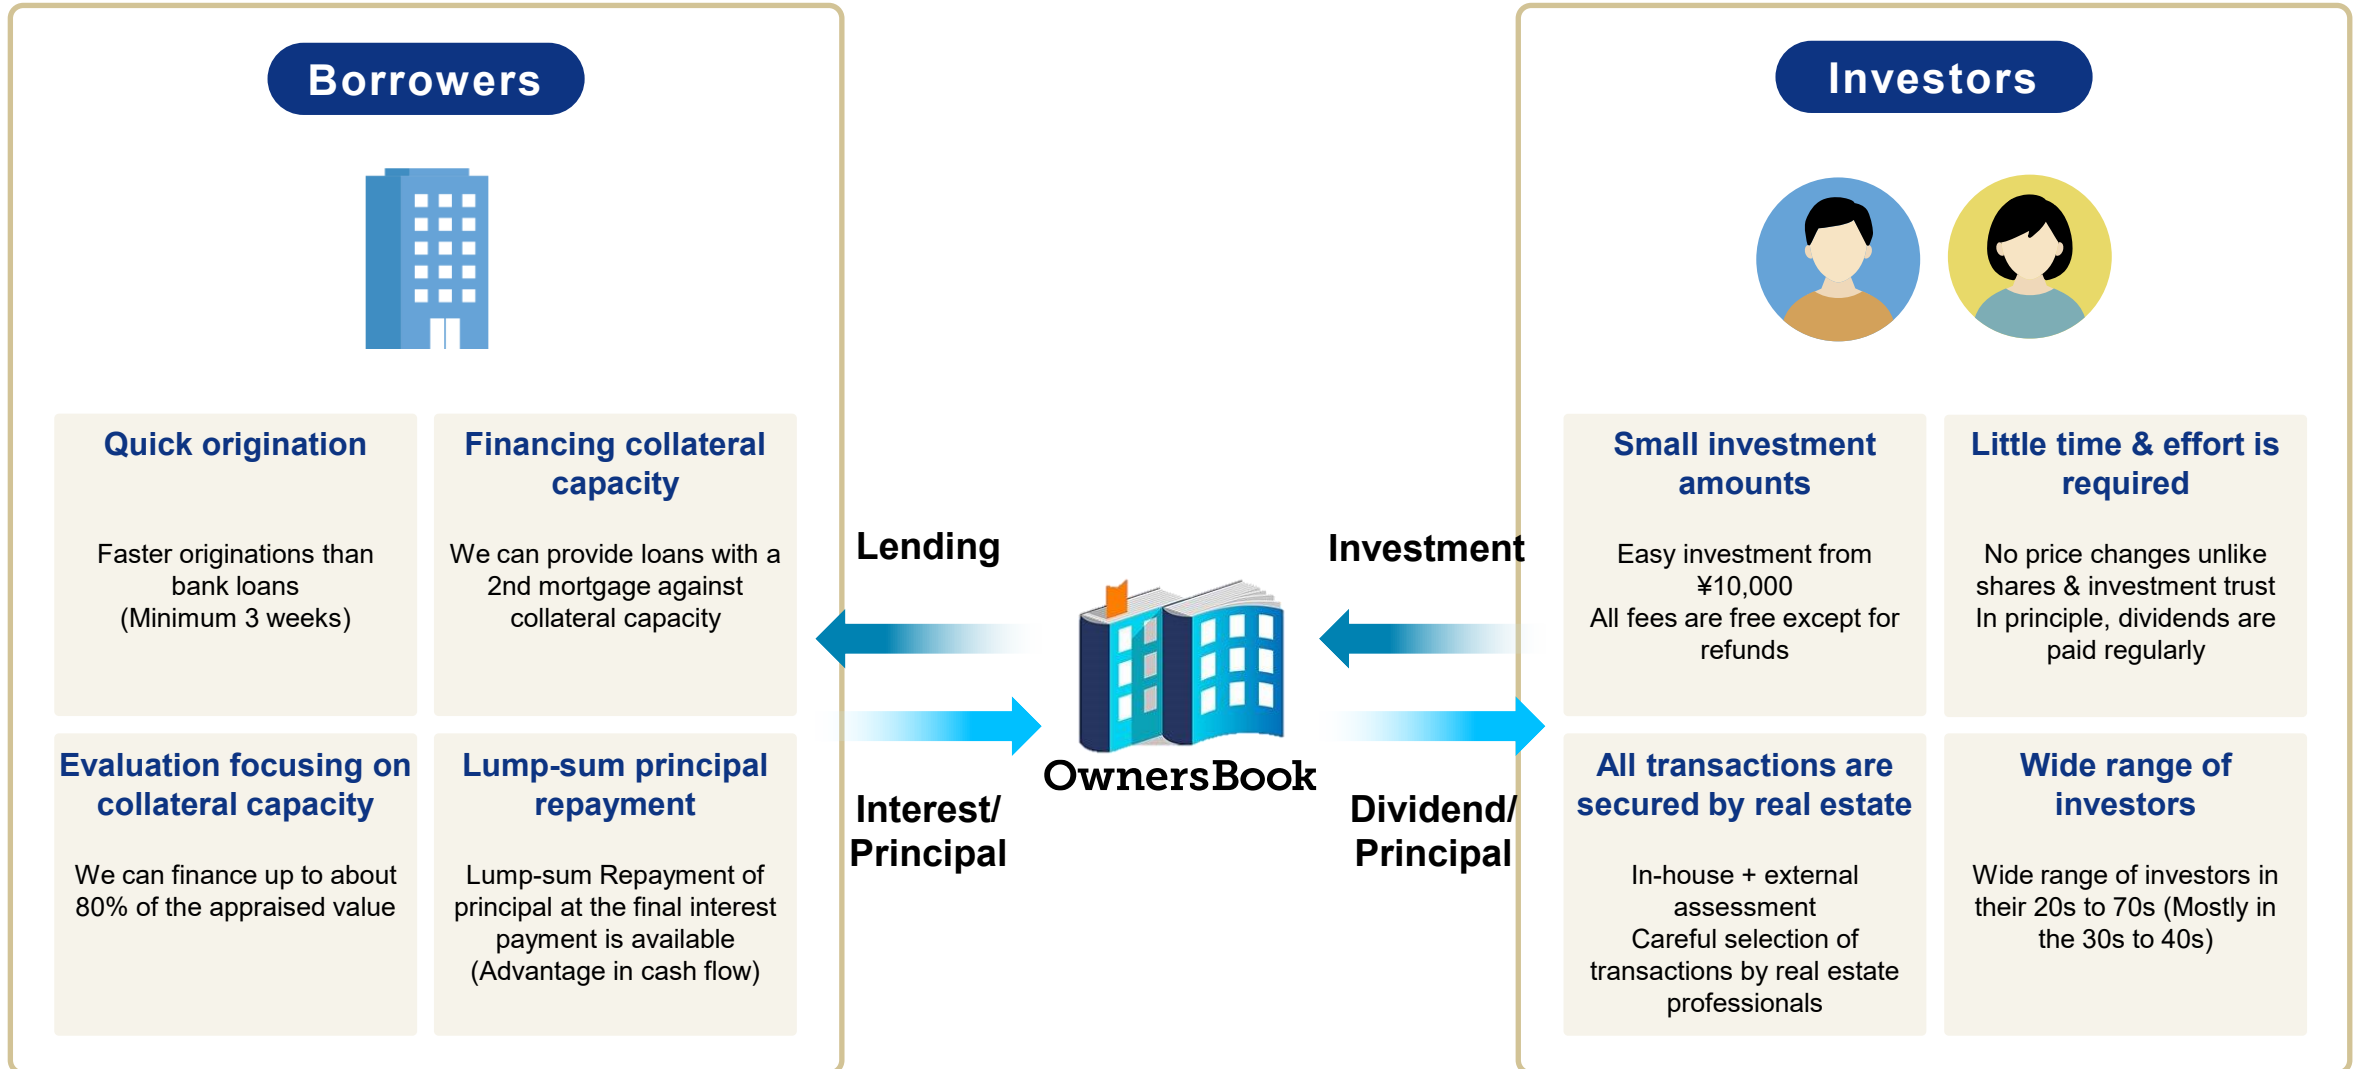 Borrowers
Quick origination
Faster originations than
bank loans
(Minimum 3 weeks)
Financing collateral
capacity
We can provide loans with a
2nd mortgage against
collateral capacity
Evaluation focusing on
collateral capacity
We can finance up to about
80% of the appraised value
Lump-sum principal
repayment
Lump-sum Repayment of
principal at the final interest
payment is available
(Advantage in cash flow)
Lending
Interest/
Principal
OwnersBook
Investment
Dividend/
Principal
Investors
Small investment
amounts
Easy investment from
¥10,000
All fees are free except for
refunds
Little time & effort is
required
No price changes unlike
shares & investment trust
In principle, dividends are
paid regularly
All transactions are
secured by real estate
In-house + external
assessment
Careful selection of
transactions by real estate
professionals
Wide range of
investors
Wide range of investors in
their 20s to 70s (Mostly in
the 30s to 40s)